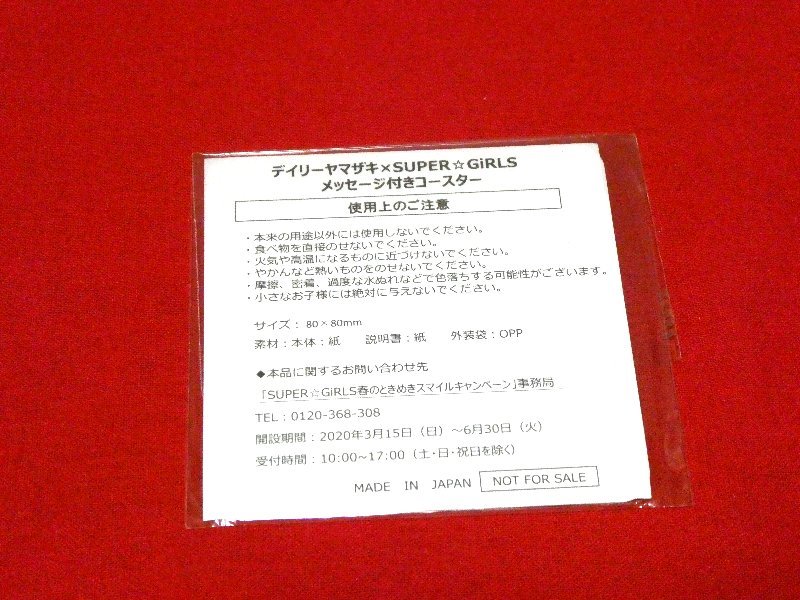 デイリーヤマザキ×SUPER☆GiRLS
メッセージ付きコースター
使用上のご注意
・本来の用途以外には使用しないでください。
・食べ物を直接のせないでください。
・火気や高温になるものに近づけないでください。
・やかんなど熱いものをのせないでください。
・摩擦、密着、過度な水ぬれなどで色落ちする可能性がございます。
・小さなお子様には絶対に与えないでください。
サイズ：80×80mm
素材：本体：紙　説明書：紙　外装袋：OPP
◆本品に関するお問い合わせ先
「SUPER☆GiRLS春のときめきスマイルキャンペーン」事務局
TEL：0120-368-308
開設期間：2020年3月15日（日）～6月30日（火）
受付時間：10:00～17:00（土・日・祝日を除く）
MADE IN JAPAN NOT FOR SALE